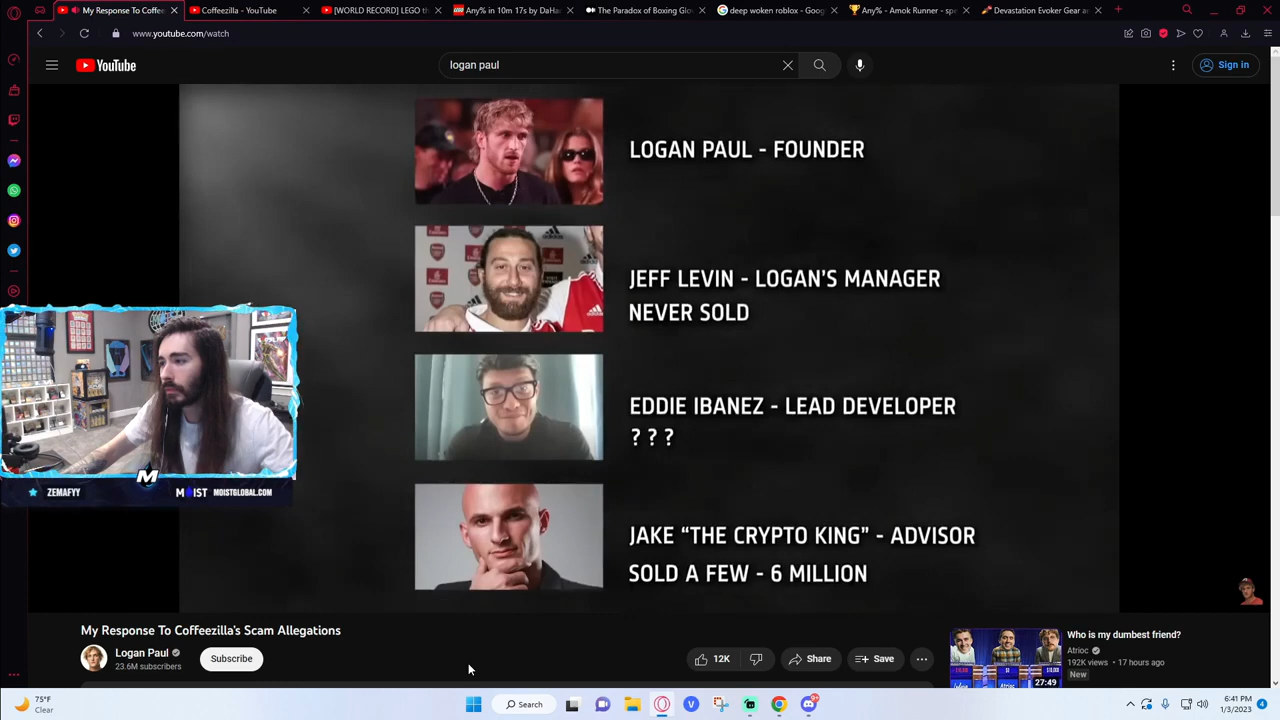 My Response To Coffee
Coffeezilla - YouTube
[WORLD RECORD] LEGO th
Any% in 10m 17s by DaHar
The Paradox of Boxing Glov
deep woken roblox - Goog
Any% - Amok Runner - spe
Devastation Evoker Gear an
www.youtube.com/watch
YouTube
logan paul
Sign in
LOGAN PAUL - FOUNDER
JEFF LEVIN - LOGAN'S MANAGER
NEVER SOLD
EDDIE IBANEZ - LEAD DEVELOPER
? ? ?
JAKE “THE CRYPTO KING” - ADVISOR
SOLD A FEW - 6 MILLION
M
ZEMAFYY
MOIST MOISTGLOBAL.COM
My Response To Coffeezilla's Scam Allegations
Logan Paul
23.6M subscribers
Subscribe
12K
Share
Save
Who is my dumbest friend?
Atrioc
192K views • 17 hours ago
New
27:49
75°F
Clear
Search
6:41 PM
1/3/2023